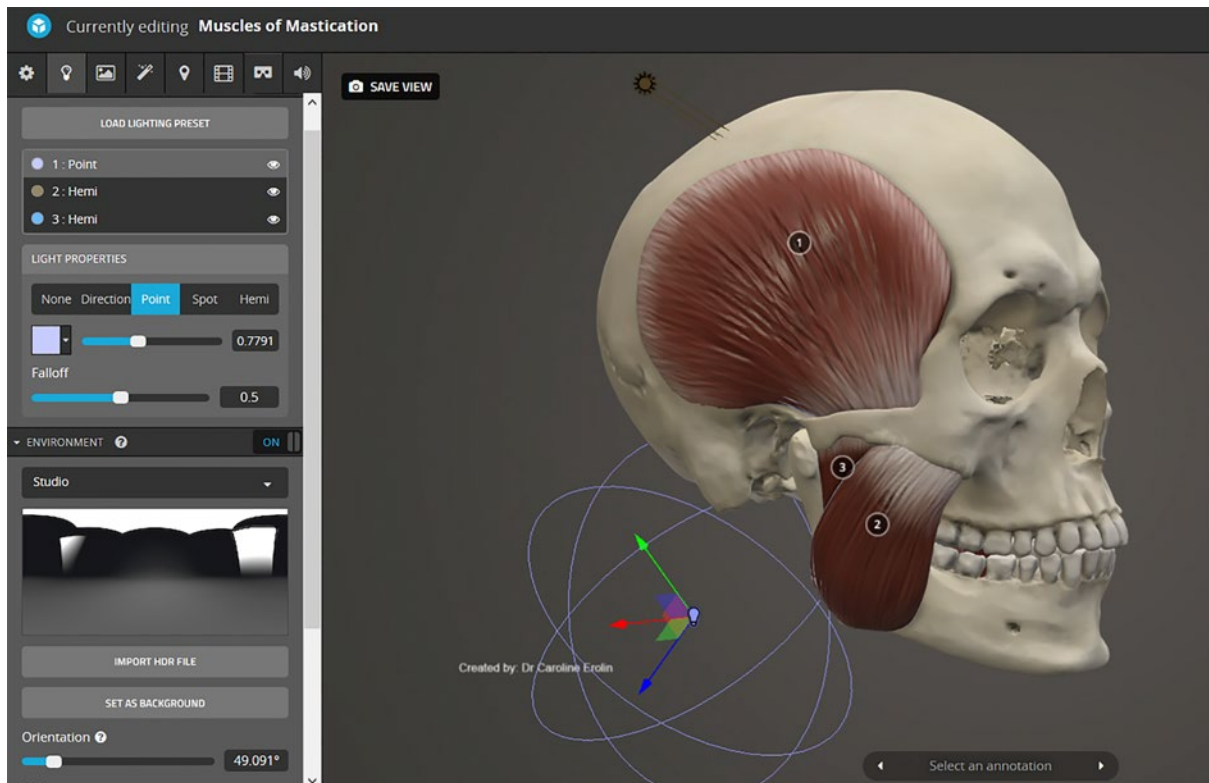 Currently editing Muscles of Mastication
SAVE VIEW
LOAD LIGHTING PRESET
1 : Point
2 : Hemi
3 : Hemi
LIGHT PROPERTIES
None Direction Point Spot Hemi
0.7791
Falloff
0.5
ENVIRONMENT ? ON
Studio
IMPORT HDR FILE
SET AS BACKGROUND
Orientation ?
49.091°
1
3
2
Created by: Dr Caroline Erolin
Select an annotation